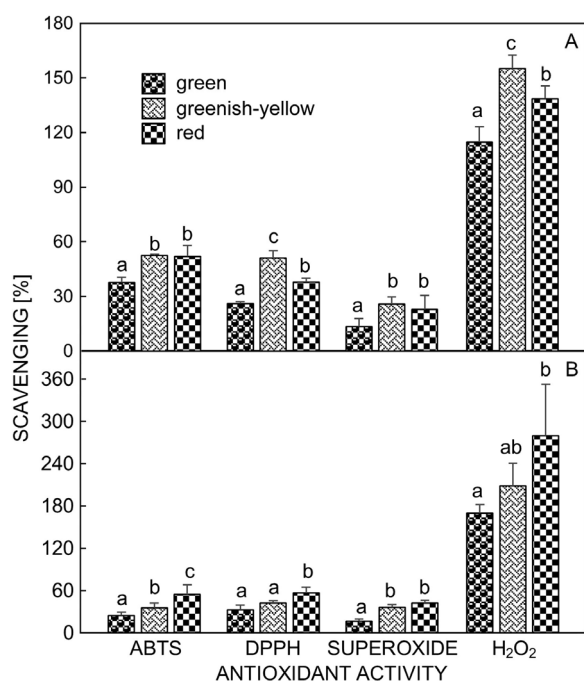 180
A
c
green
150
b
greenish-yellow
red
a
120
90
60
b
b
c
a
b
a
30
b
b
a
0
SCAVENGING [%]
360
b
B
300
240
ab
a
180
120
60
c
b
a
b
a
a
b
b
a
0
ABTS
DPPH
SUPEROXIDE
H₂O₂
ANTIOXIDANT ACTIVITY